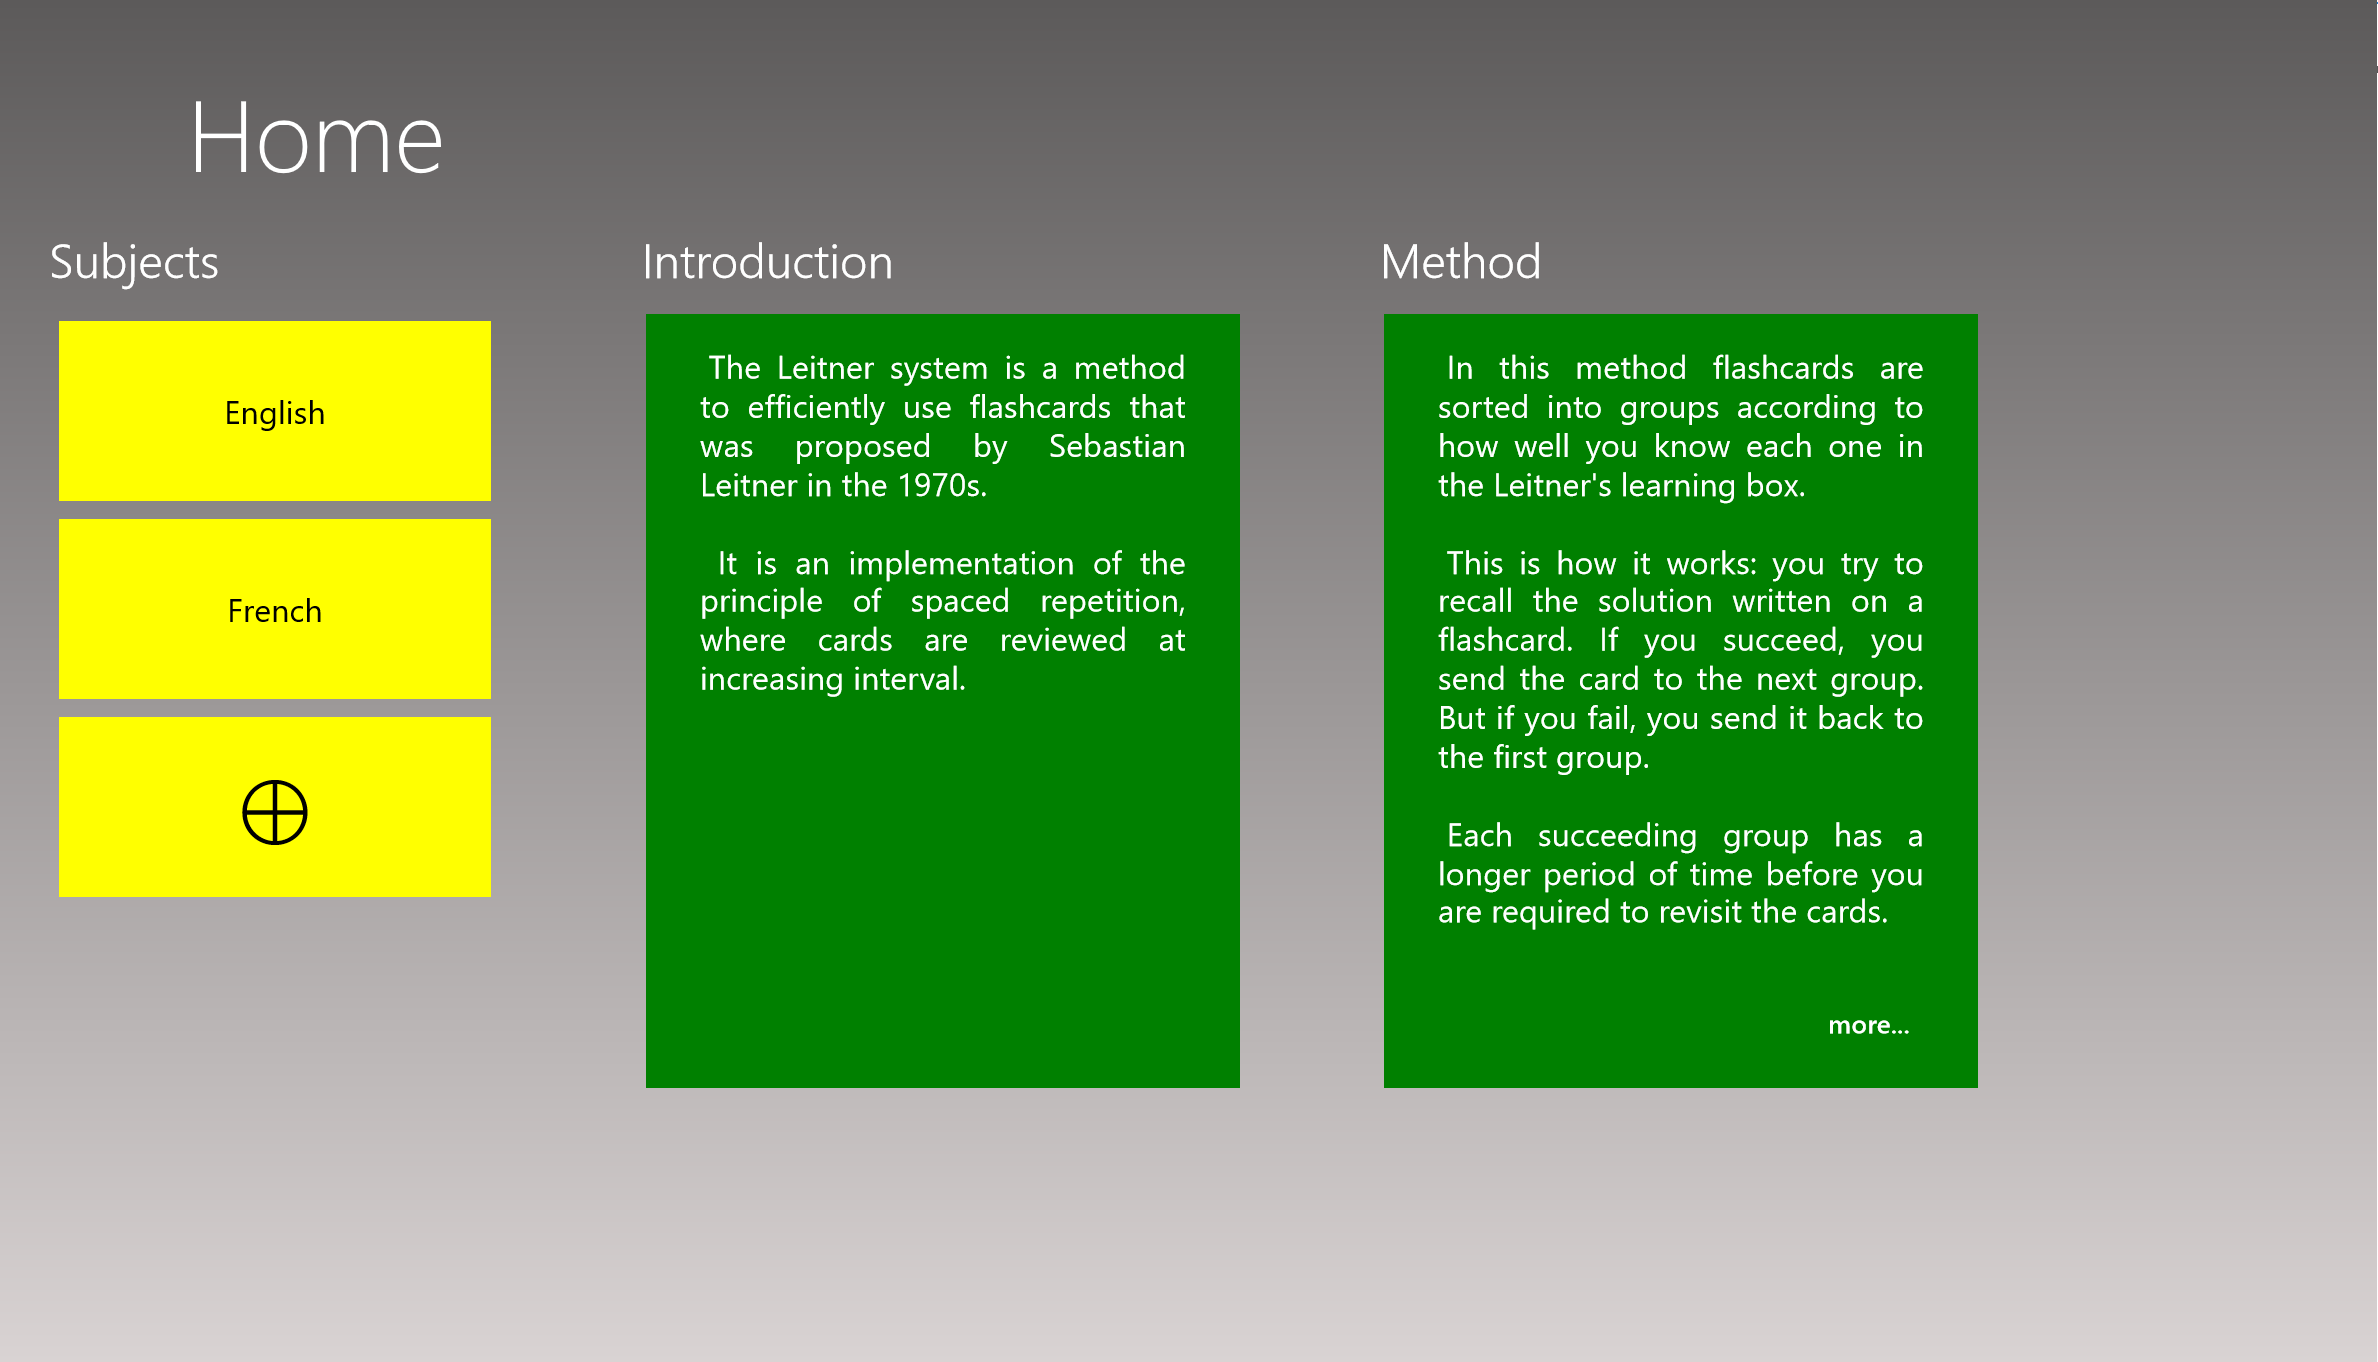 Home
Subjects
English
French
Introduction
The Leitner system is a method
to efficiently use flashcards that
was proposed by Sebastian
Leitner in the 1970s.
It is an implementation of the
principle of spaced repetition,
where cards are reviewed at
increasing interval.
Method
In this method flashcards are
sorted into groups according to
how well you know each one in
the Leitner's learning box.
This is how it works: you try to
recall the solution written on a
flashcard. If you succeed, you
send the card to the next group.
But if you fail, you send it back to
the first group.
Each succeeding group has a
longer period of time before you
are required to revisit the cards.
more...